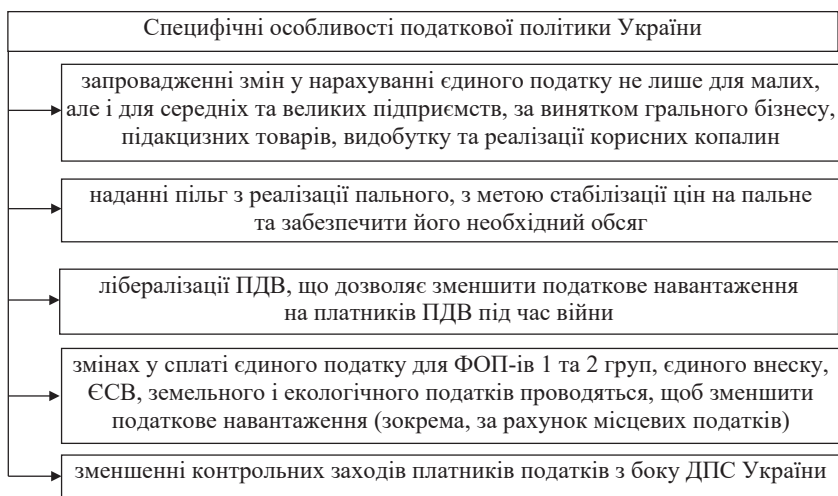 Специфічні особливості податкової політики України
запровадженні змін у нарахуванні єдиного податку не лише для малих,
але і для середніх та великих підприємств, за винятком грального бізнесу,
підакцизних товарів, видобутку та реалізації корисних копалин
наданні пільг з реалізації пального, з метою стабілізації цін на пальне
та забезпечити його необхідний обсяг
лібералізації ПДВ, що дозволяє зменшити податкове навантаження
на платників ПДВ під час війни
змінах у сплаті єдиного податку для ФОП-ів 1 та 2 груп, єдиного внеску,
ЄСВ, земельного і екологічного податків проводяться, щоб зменшити
податкове навантаження (зокрема, за рахунок місцевих податків)
зменшенні контрольних заходів платників податків з боку ДПС України